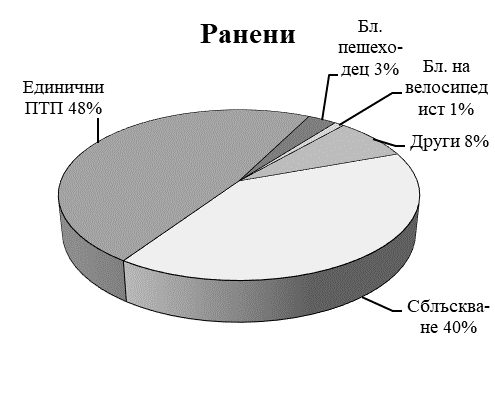 Ранени
Бл.
пешехо-
дец 3%
Бл. на
велосипед
ист 1%
Други 8%
Сблъсква-
не 40%
Единични
ПТП 48%